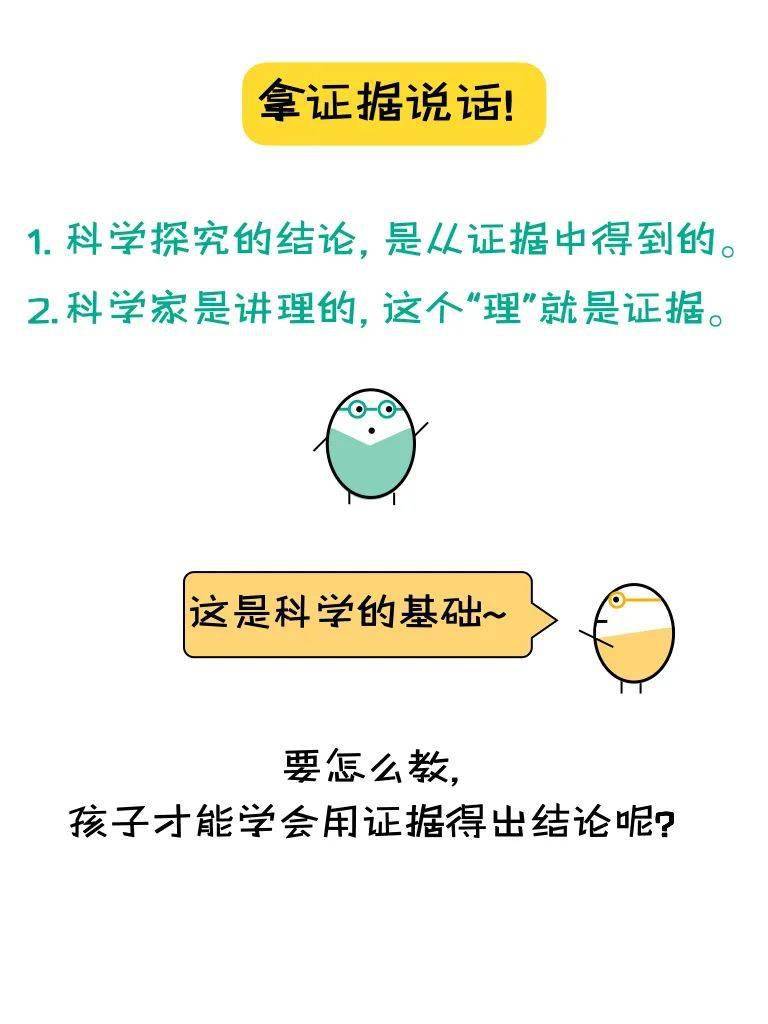 拿证据说话!
1. 科学探究的结论, 是从证据中得到的。
2.科学家是讲理的, 这个“理”就是证据。
这是科学的基础~
要怎么教,
孩子才能学会用证据得出结论呢?